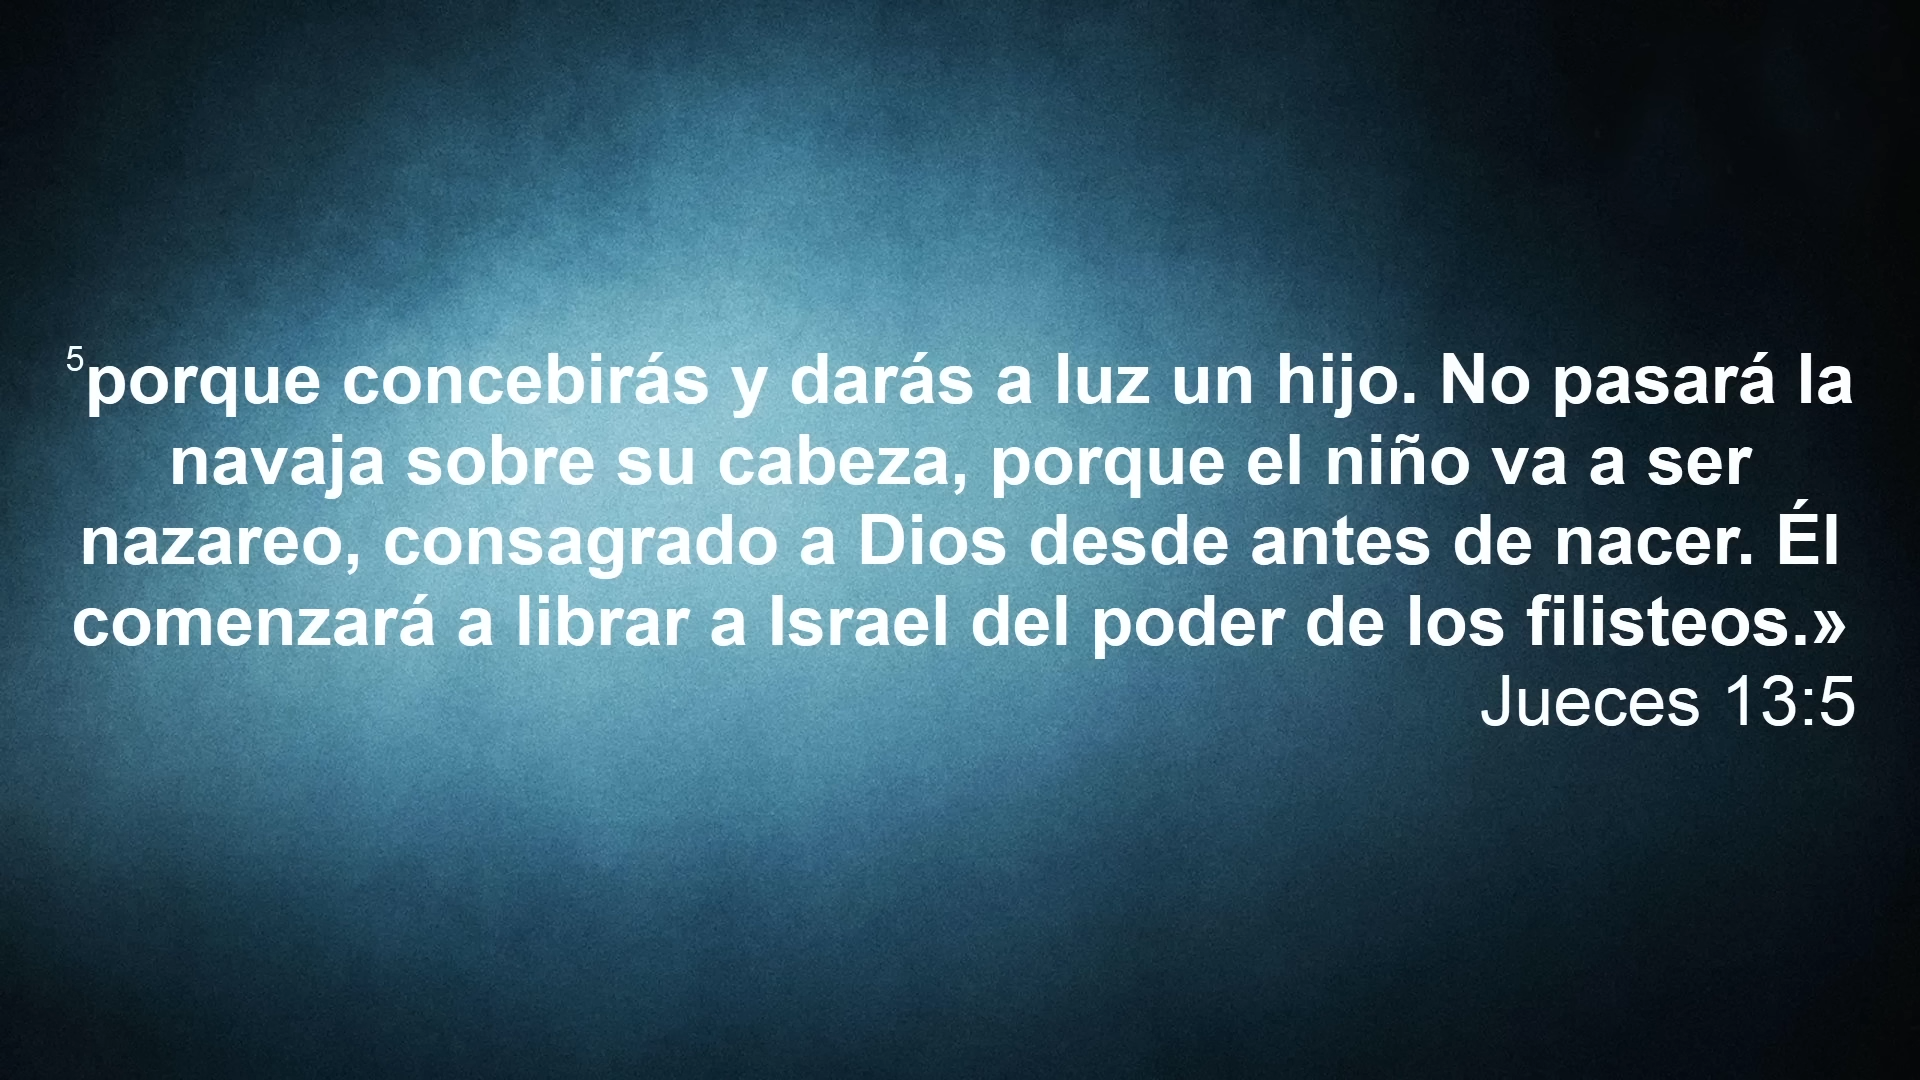 5porque concebirás y darás a luz un hijo. No pasará la
navaja sobre su cabeza, porque el niño va a ser
nazareo, consagrado a Dios desde antes de nacer. Él
comenzará a librar a Israel del poder de los filisteos.»
Jueces 13:5